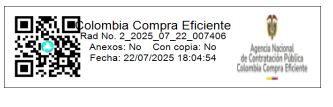 Colombia Compra Eficiente
Rad No. 2_2025_07_22_007406
Anexos: No Con copia: No
Fecha: 22/07/2025 18:04:54
Agencia Nacional
de Contratación Pública
Colombia Compra Eficiente